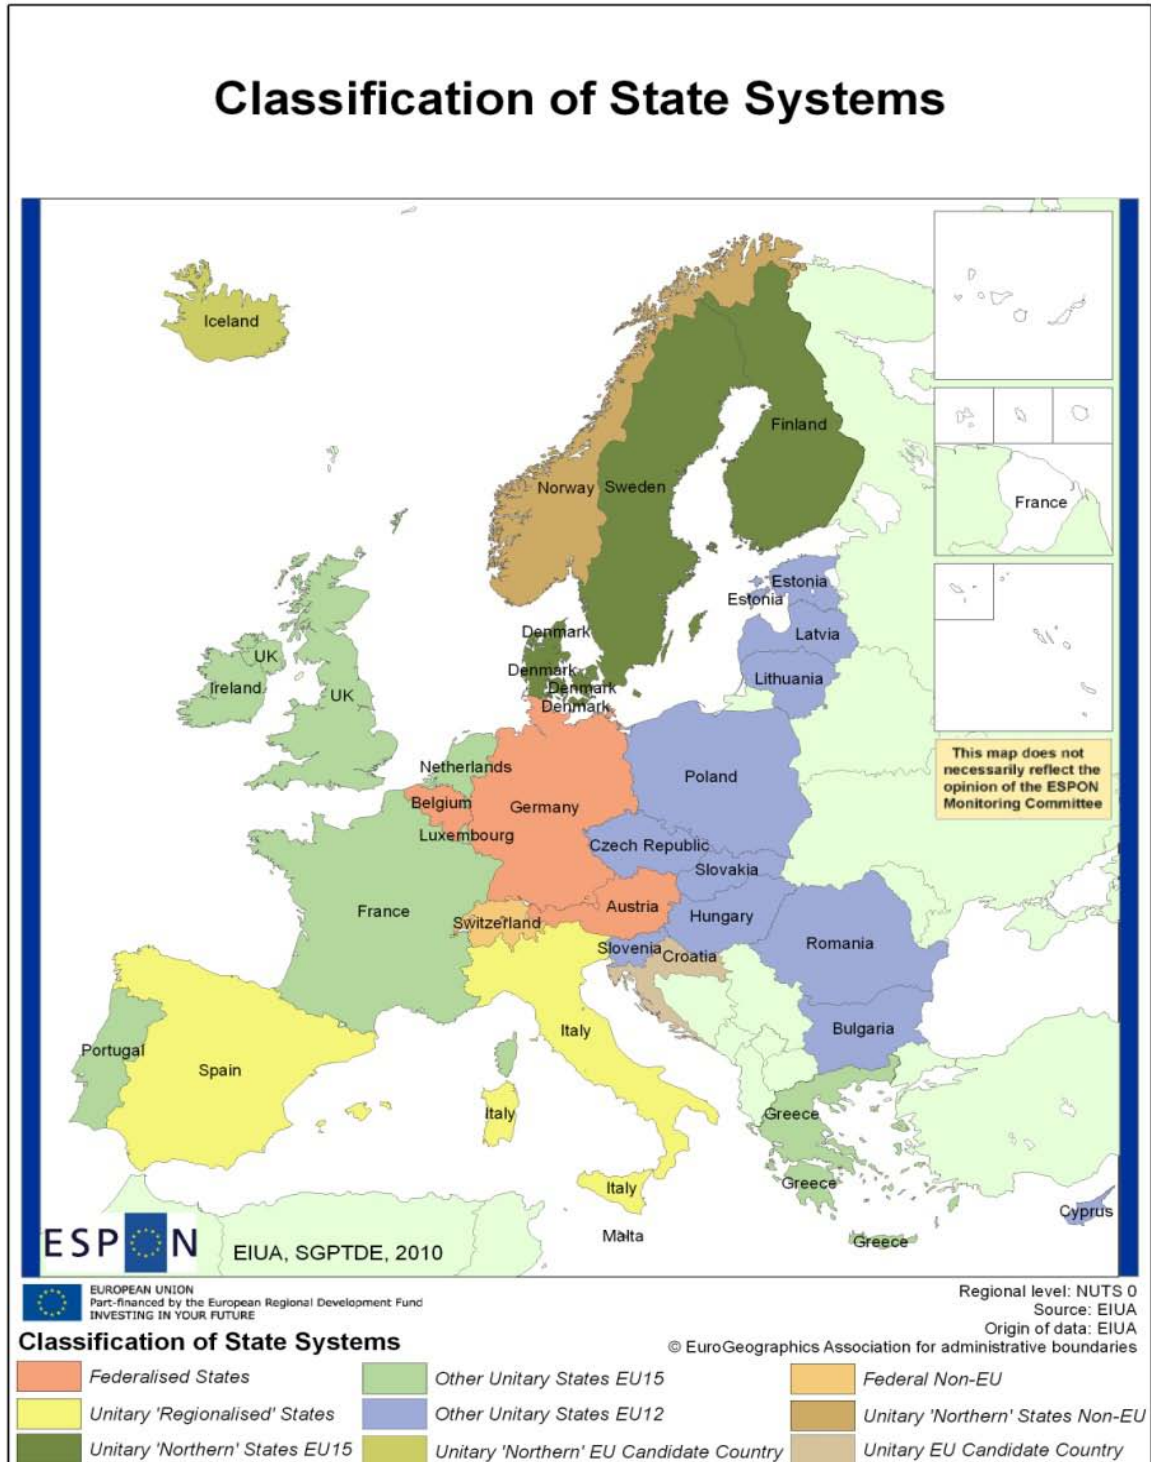 Classification of State Systems
Iceland
Finland
Norway
Sweden
France
Estonia
Estonia
Denmark
Latvia
UK
Denmark
Lithuania
Ireland
UK
Denmark
Denmark
This map does not
necessarily reflect the
opinion of the ESPON
Monitoring Committee
Netherlands
Poland
Belgium
Germany
Luxembourg
Czech Republic
Slovakia
France
Austria
Hungary
Switzerland
Slovenia
Croatia
Romania
Italy
Bulgaria
Portugal
Spain
Italy
Greece
Italy
Greece
Malta
Cyprus
Greece
ESPON
EIUA, SGPTDE, 2010
EUROPEAN UNION
Part-financed by the European Regional Development Fund
INVESTING IN YOUR FUTURE
Regional level: NUTS 0
Source: EIUA
Origin of data: EIUA
© EuroGeographics Association for administrative boundaries
Classification of State Systems
Federalised States
Unitary 'Regionalised' States
Unitary 'Northern' States EU15
Other Unitary States EU15
Other Unitary States EU12
Unitary 'Northern' EU Candidate Country
Federal Non-EU
Unitary 'Northern' States Non-EU
Unitary EU Candidate Country